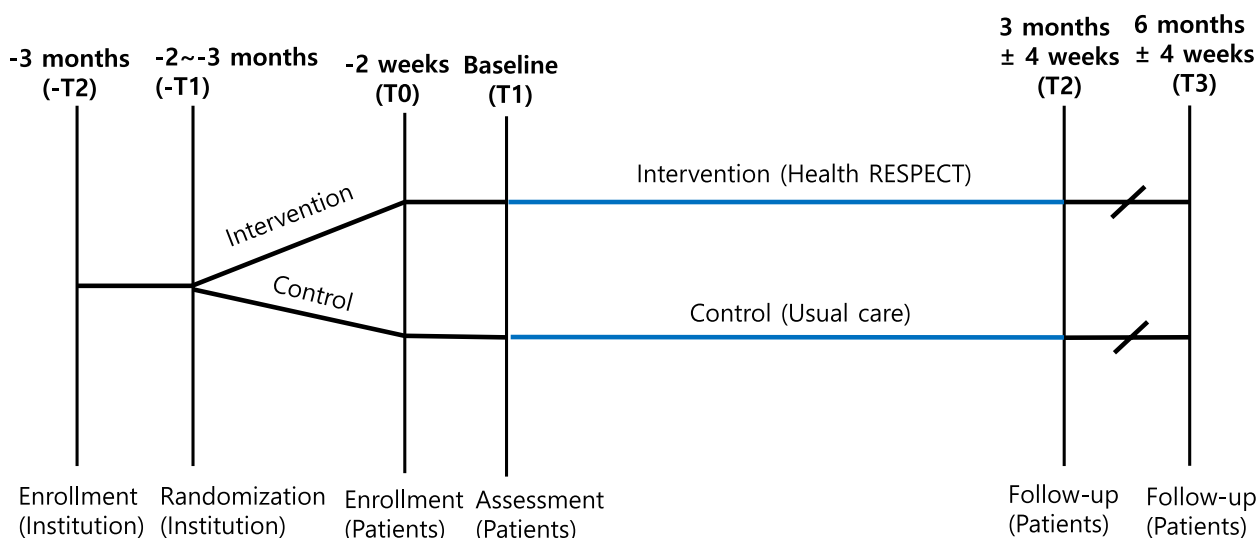 -3 months
(-T2)
-2~-3 months
(-T1)
-2 weeks
(T0)
Baseline
(T1)
3 months
± 4 weeks
(T2)
6 months
± 4 weeks
(T3)
Intervention
Control
Intervention (Health RESPECT)
Control (Usual care)
Enrollment
(Institution)
Randomization
(Institution)
Enrollment
(Patients)
Assessment
(Patients)
Follow-up
(Patients)
Follow-up
(Patients)